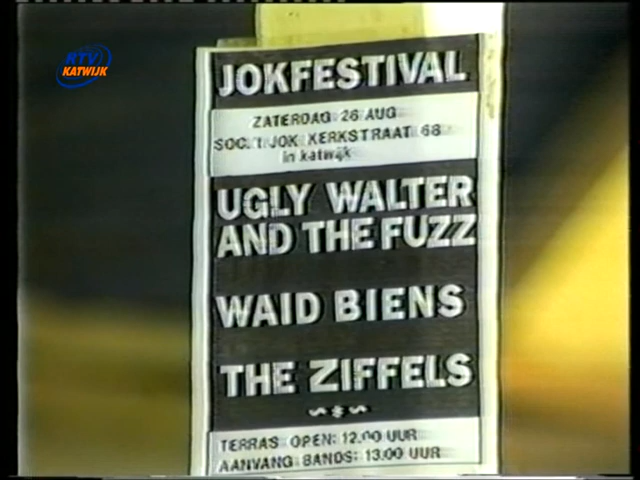 RTV
KATWIJK
JOKFESTIVAL
ZATERDAG 26 AUG
SOC. 'T JOK KERKSTRAAT 68
in katwijk
UGLY WALTER
AND THE FUZZ
WAID BIENS
THE ZIFFELS
TERRAS OPEN: 12.00 UUR
AANVANG BANDS: 13.00 UUR